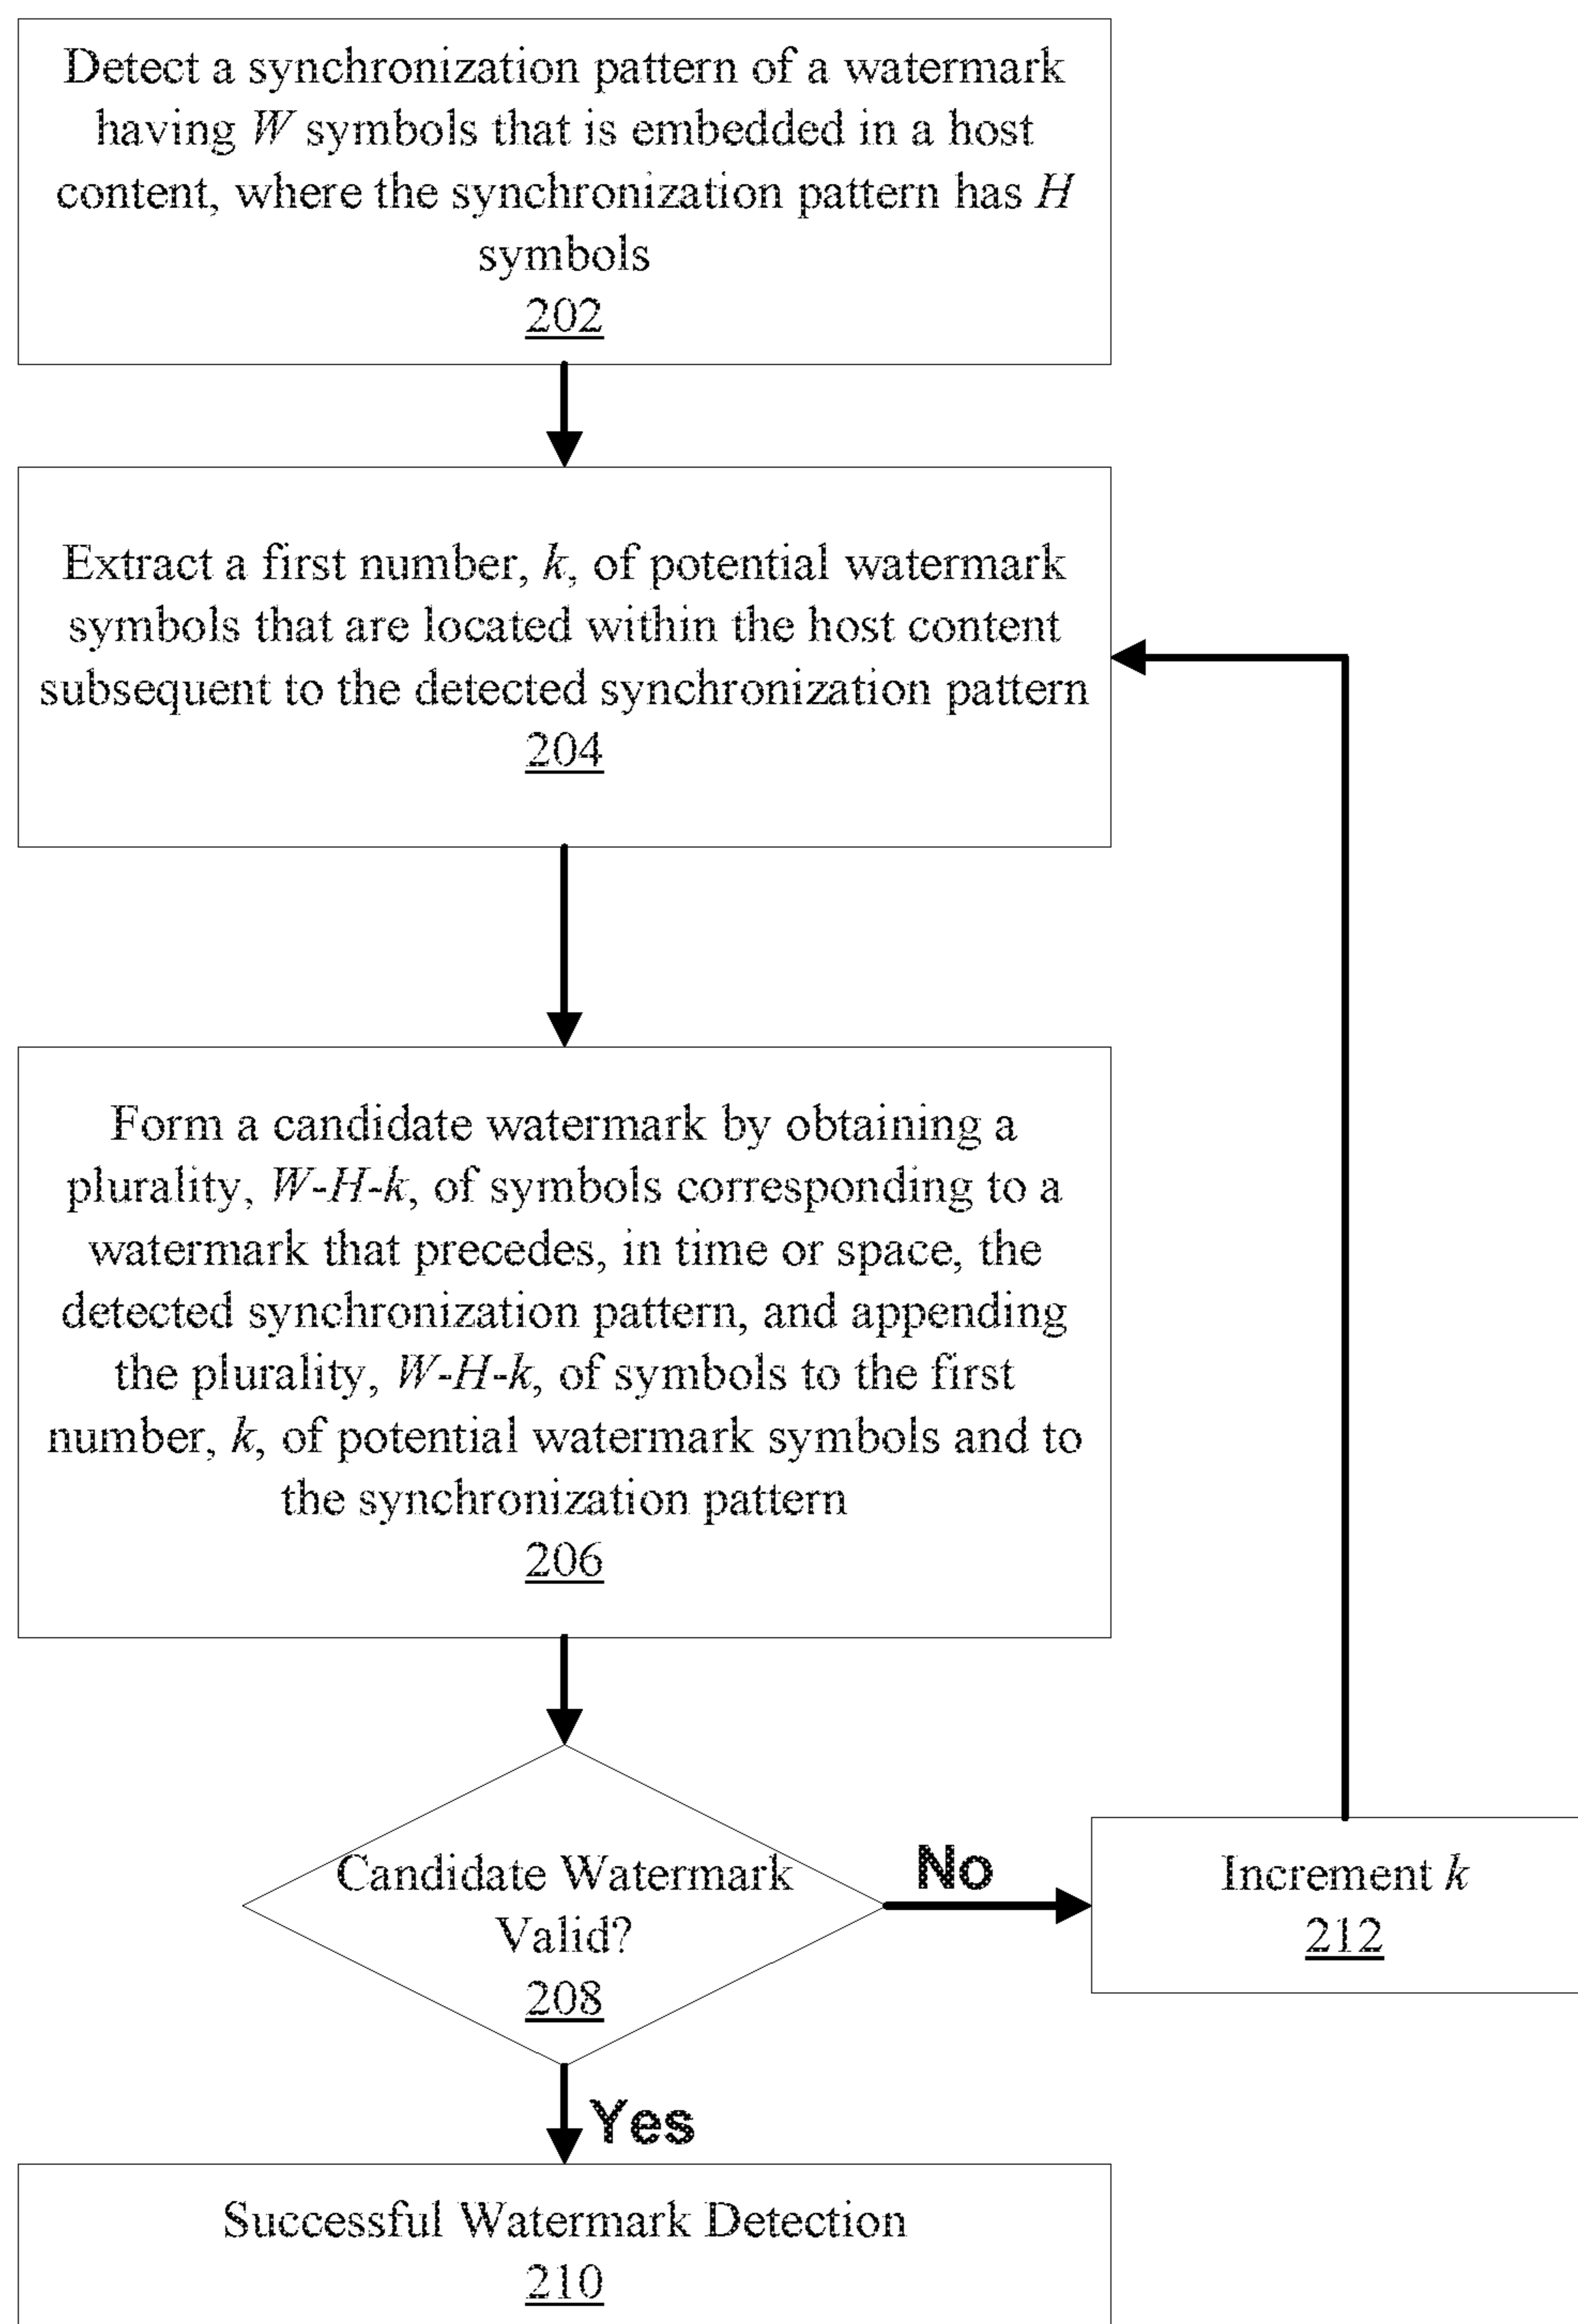 Detect a synchronization pattern of a watermark
having W symbols that is embedded in a host
content, where the synchronization pattern has H
symbols
202
Extract a first number, k, of potential watermark
symbols that are located within the host content
subsequent to the detected synchronization pattern
204
Form a candidate watermark by obtaining a
plurality, W-H-k, of symbols corresponding to a
watermark that precedes, in time or space, the
detected synchronization pattern, and appending
the plurality, W-H-k, of symbols to the first
number, k, of potential watermark symbols and to
the synchronization pattern
206
Candidate Watermark
Valid?
208
No
Increment k
212
Yes
Successful Watermark Detection
210